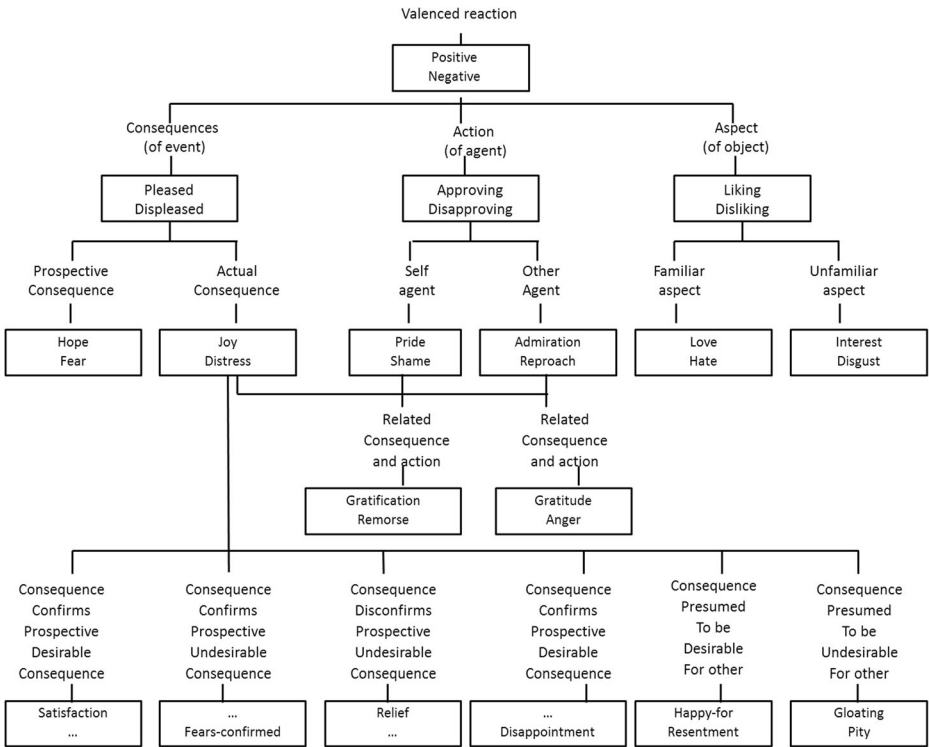 Valenced reaction
Positive
Negative
Consequences
(of event)
Action
(of agent)
Aspect
(of object)
Pleased
Displeased
Approving
Disapproving
Liking
Disliking
Prospective
Consequence
Actual
Consequence
Self
agent
Other
Agent
Familiar
aspect
Unfamiliar
aspect
Hope
Fear
Joy
Distress
Pride
Shame
Admiration
Reproach
Love
Hate
Interest
Disgust
Related
Consequence
and action
Related
Consequence
and action
Gratification
Remorse
Gratitude
Anger
Consequence
Confirms
Prospective
Desirable
Consequence
Consequence
Confirms
Prospective
Undesirable
Consequence
Consequence
Disconfirms
Prospective
Undesirable
Consequence
Consequence
Confirms
Prospective
Desirable
Consequence
Consequence
Presumed
To be
Desirable
For other
Consequence
Presumed
To be
Undesirable
For other
Satisfaction
...
...
Fears-confirmed
Relief
...
...
Disappointment
Happy-for
Resentment
Gloating
Pity